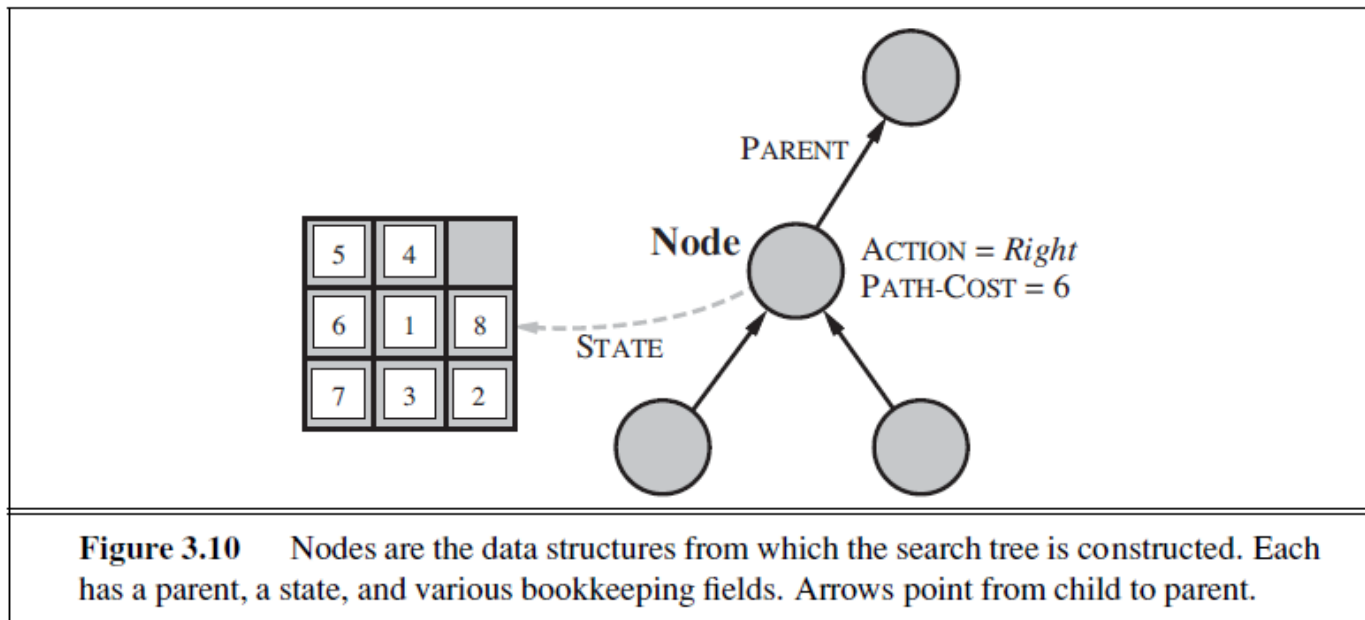 PARENT
Node
ACTION = Right
PATH-COST = 6
5 4
6 1 8
STATE
7 3 2
Figure 3.10 Nodes are the data structures from which the search tree is constructed. Each
has a parent, a state, and various bookkeeping fields. Arrows point from child to parent.